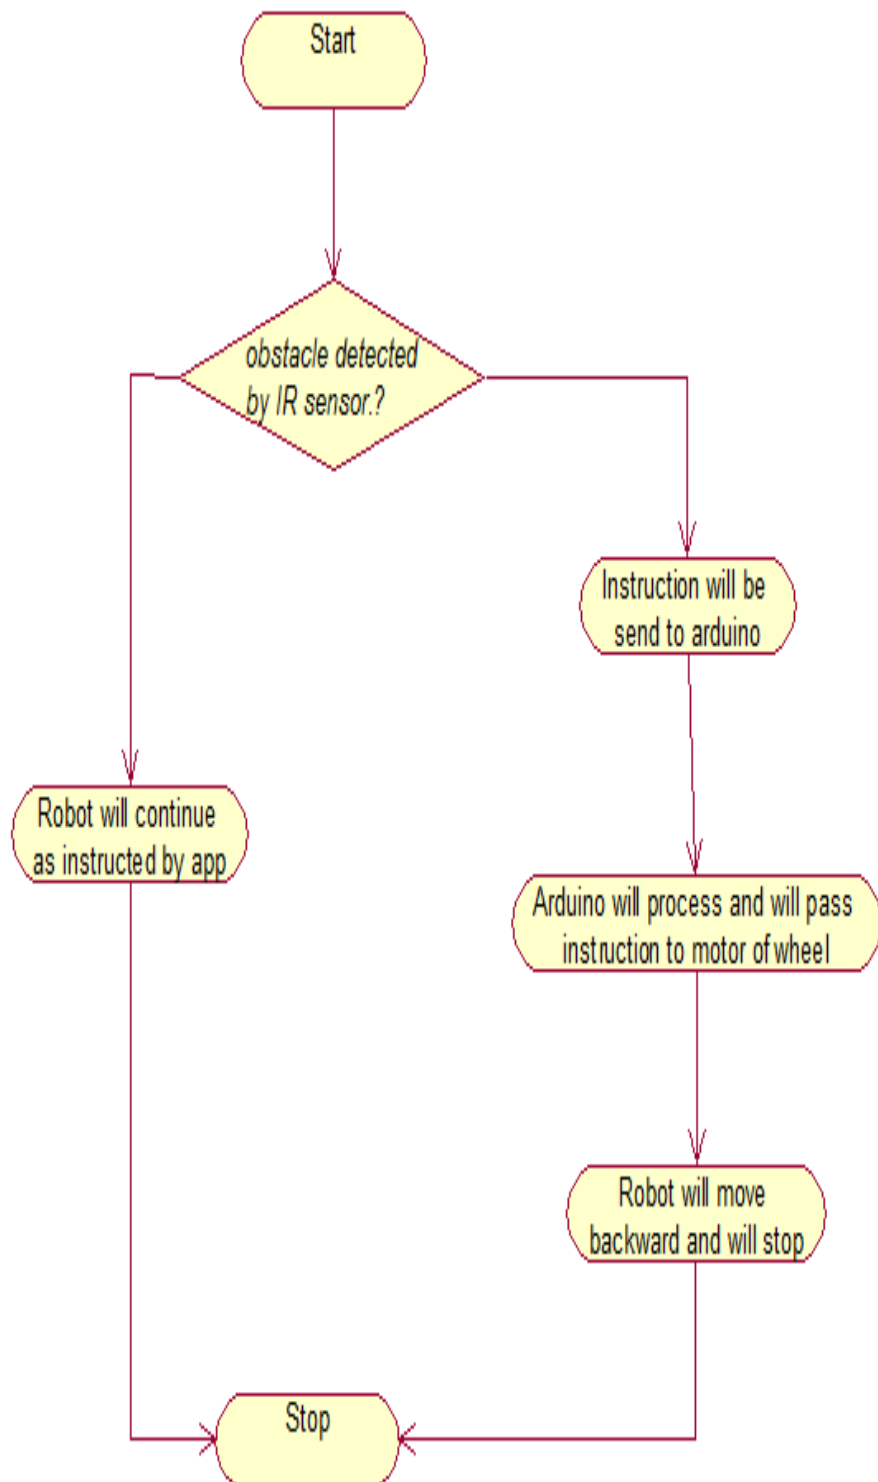 Start
obstacle detected
by IR sensor.?
Instruction will be
send to arduino
Robot will continue
as instructed by app
Arduino will process and will pass
instruction to motor of wheel
Robot will move
backward and will stop
Stop